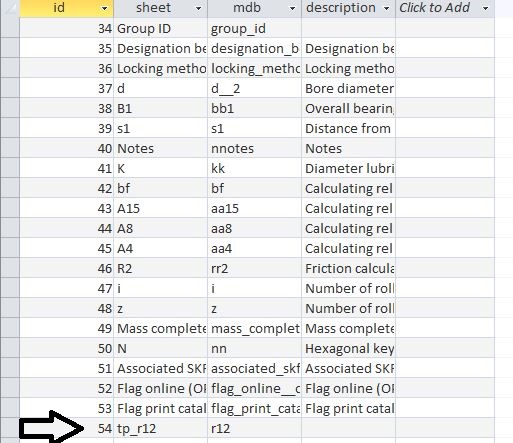 id sheet mdb description Click to Add
34 Group ID group_id
35 Designation be designation_b Designation be
36 Locking metho locking_metho Locking metho
37 d d__2 Bore diameter
38 B1 bb1 Overall bearin
39 s1 s1 Distance from
40 Notes nnotes Notes
41 K kk Diameter lubri
42 bf bf Calculating rel
43 A15 aa15 Calculating rel
44 A8 aa8 Calculating rel
45 A4 aa4 Calculating rel
46 R2 rr2 Friction calcula
47 i i Number of roll
48 z z Number of roll
49 Mass complete mass_complet Mass complete
50 N nn Hexagonal key
51 Associated SKF associated_skf Associated SKF
52 Flag online (OI flag_online__c Flag online (OI
53 Flag print catal flag_print_cata Flag print catal
54 tp_r12 r12